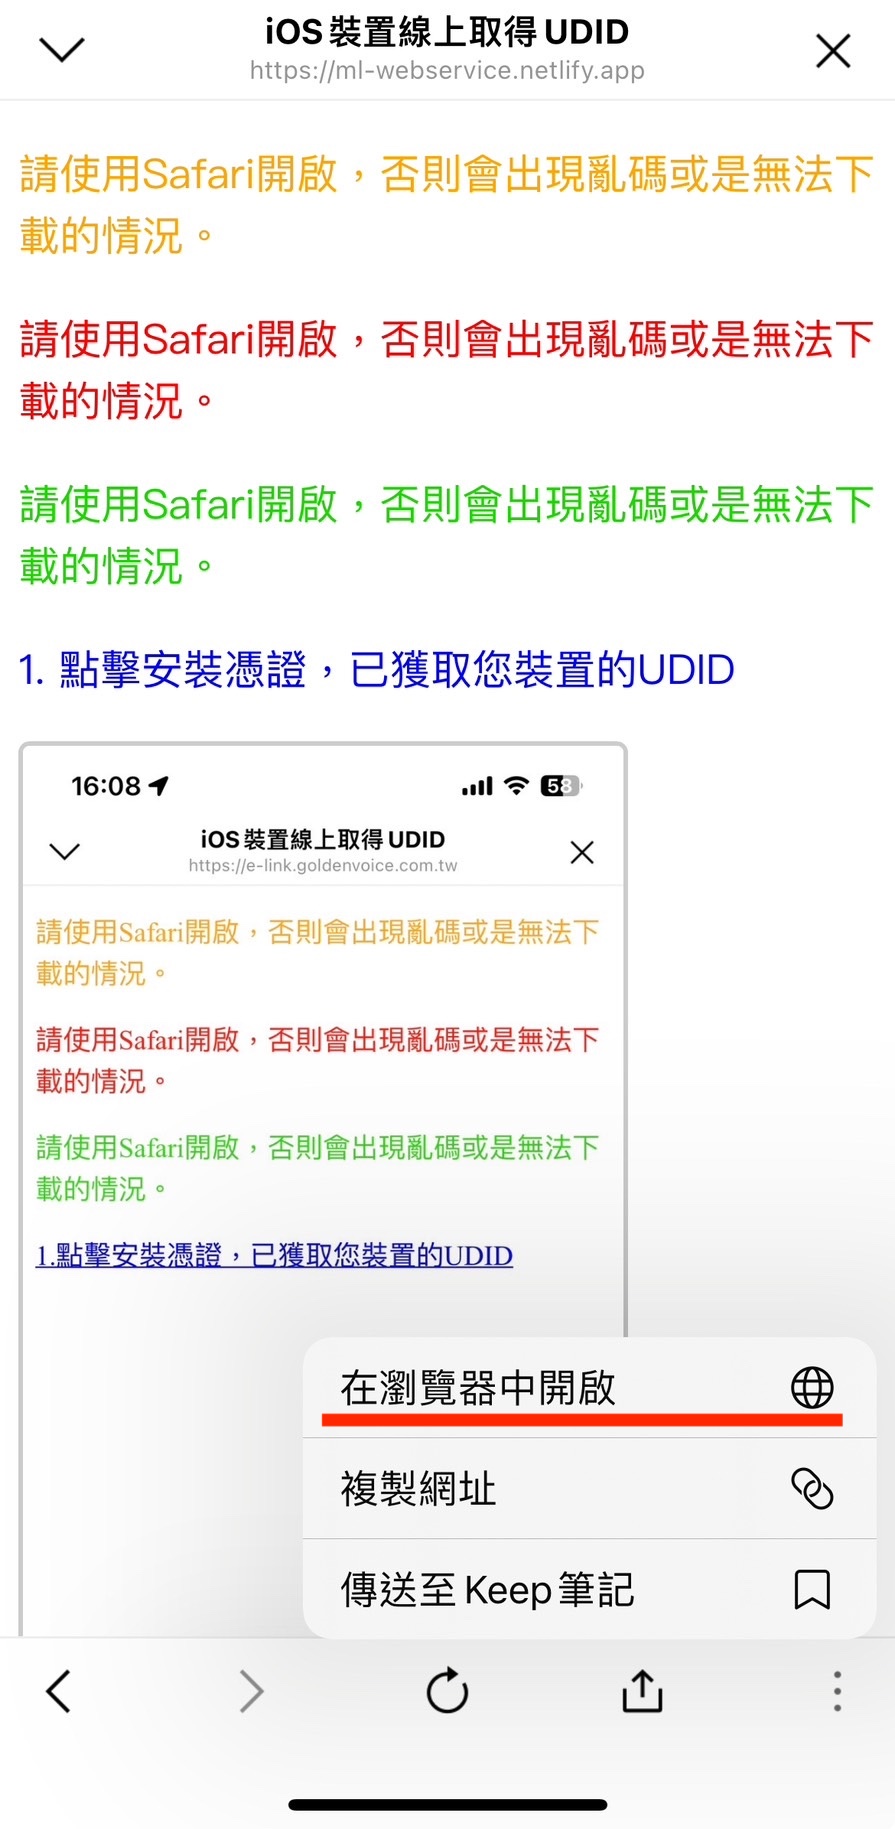 iOS 裝置線上取得 UDID
https://ml-webservice.netlify.app
請使用Safari開啟，否則會出現亂碼或是無法下
載的情況。
請使用Safari開啟，否則會出現亂碼或是無法下
載的情況。
請使用Safari開啟，否則會出現亂碼或是無法下
載的情況。
1. 點擊安裝憑證，已獲取您裝置的UDID
16:08
58
iOS 裝置線上取得 UDID
https://e-link.goldenvoice.com.tw
請使用Safari開啟，否則會出現亂碼或是無法下
載的情況。
請使用Safari開啟，否則會出現亂碼或是無法下
載的情況。
請使用Safari開啟，否則會出現亂碼或是無法下
載的情況。
1.點擊安裝憑證，已獲取您裝置的UDID
在瀏覽器中開啟
複製網址
傳送至 Keep 筆記